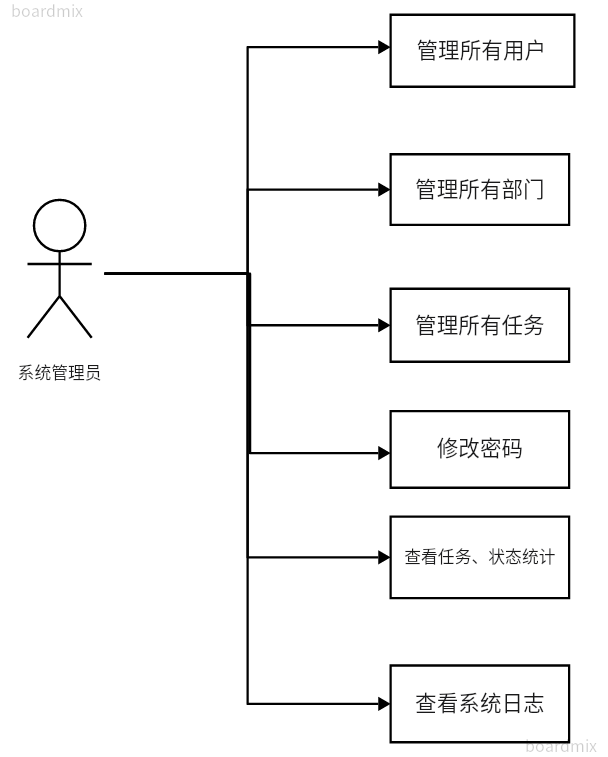 boardmix
管理所有用户
管理所有部门
管理所有任务
系统管理员
修改密码
查看任务、状态统计
查看系统日志
boardmix